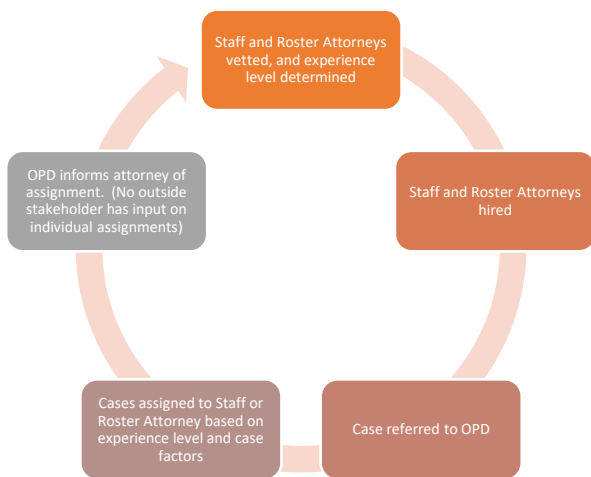 Staff and Roster Attorneys
vetted, and experience
level determined
Staff and Roster Attorneys
hired
Case referred to OPD
Cases assigned to Staff or
Roster Attorney based on
experience level and case
factors
OPD informs attorney of
assignment.  (No outside
stakeholder has input on
individual assignments)